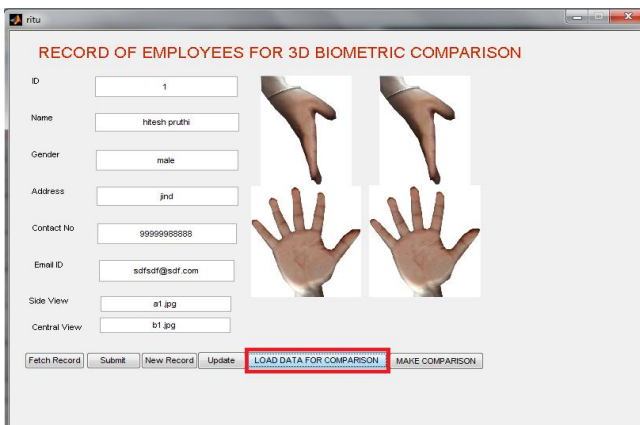 ritu
RECORD OF EMPLOYEES FOR 3D BIOMETRIC COMPARISON
ID 1
Name hitesh pruthi
Gender male
Address jind
Contact No 99999988888
Email ID sdfsdf@sdf.com
Side View a1.jpg
Central View b1.jpg
Fetch Record Submit New Record Update LOAD DATA FOR COMPARISON MAKE COMPARISON